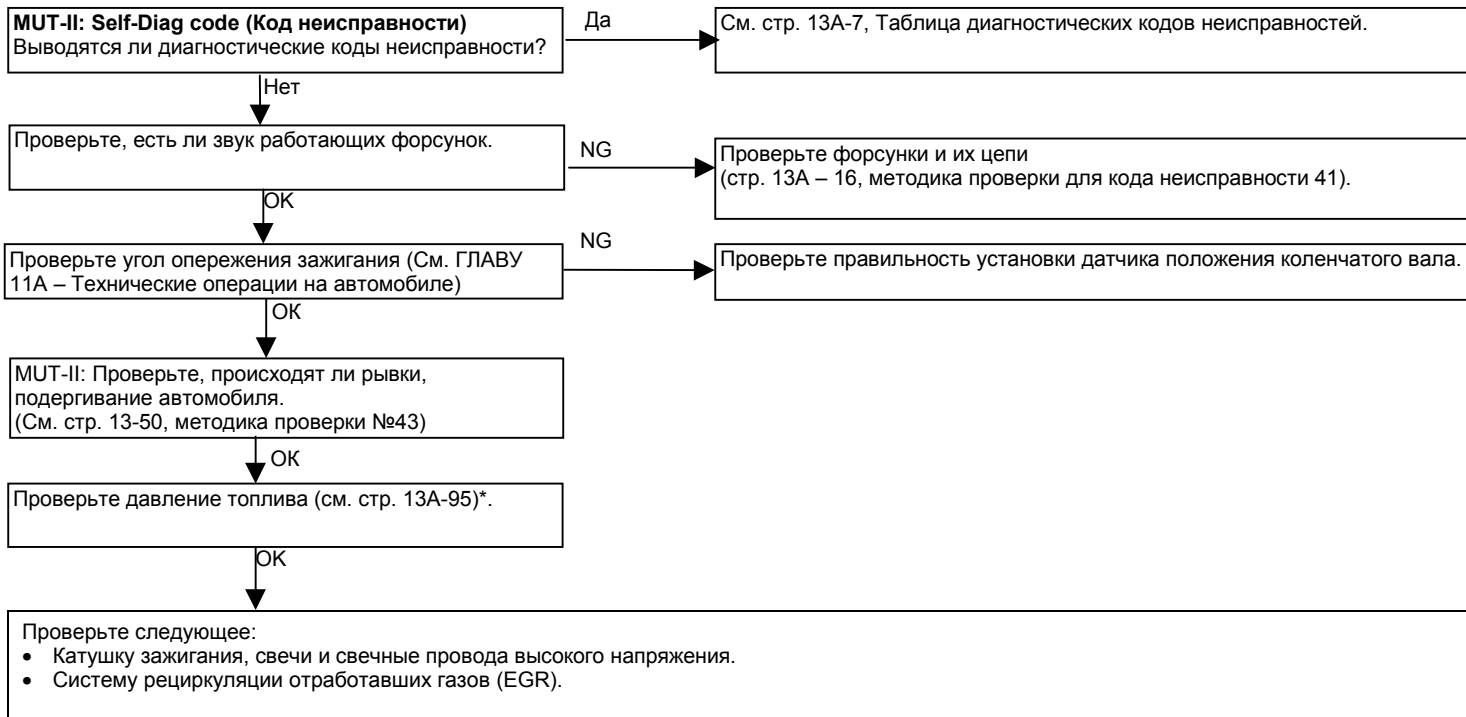 MUT-II: Self-Diag code (Код неисправности)
Выводятся ли диагностические коды неисправности?
Да
См. стр. 13А-7, Таблица диагностических кодов неисправностей.
Нет
Проверьте, есть ли звук работающих форсунок.
NG
Проверьте форсунки и их цепи
(стр. 13А – 16, методика проверки для кода неисправности 41).
OK
Проверьте угол опережения зажигания (См. ГЛАВУ
11А – Технические операции на автомобиле)
NG
Проверьте правильность установки датчика положения коленчатого вала.
OK
MUT-II: Проверьте, происходят ли рывки,
подергивание автомобиля.
(См. стр. 13-50, методика проверки №43)
OK
Проверьте давление топлива (см. стр. 13А-95)*.
OK
Проверьте следующее:
• Катушку зажигания, свечи и свечные провода высокого напряжения.
• Систему рециркуляции отработавших газов (EGR).